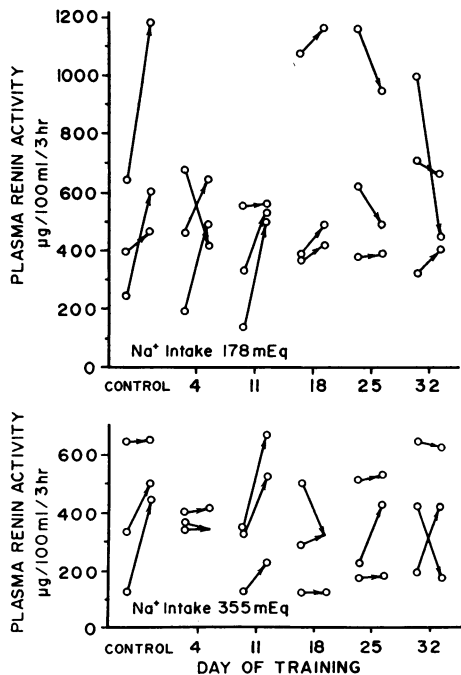 PLASMA RENIN ACTIVITY
µg/100ml/3hr
1200
1000
800
600
400
200
0
Na⁺ Intake 178 mEq
CONTROL 4 11 18 25 32
PLASMA RENIN ACTIVITY
µg/100ml/3hr
600
400
200
0
Na⁺ Intake 355 mEq
CONTROL 4 11 18 25 32
DAY OF TRAINING